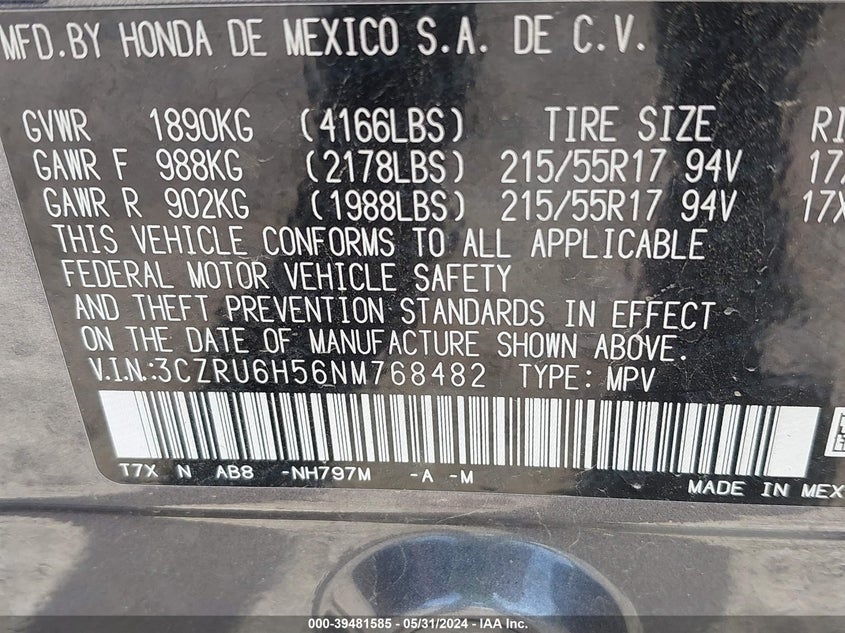 MFD.BY HONDA DE MEXICO S.A. DE C.V.
GVWR 1890KG (4166LBS) TIRE SIZE
GAWR F 988KG (2178LBS) 215/55R17 94V
GAWR R 902KG (1988LBS) 215/55R17 94V
THIS VEHICLE CONFORMS TO ALL APPLICABLE
FEDERAL MOTOR VEHICLE SAFETY
AND THEFT PREVENTION STANDARDS IN EFFECT
ON THE DATE OF MANUFACTURE SHOWN ABOVE.
V.I.N.:3CZRU6H56NM768482 TYPE: MPV
T7X N AB8 -NH797M -A -M
MADE IN
000-39481585 - 05/31/2024 - IAA Inc.